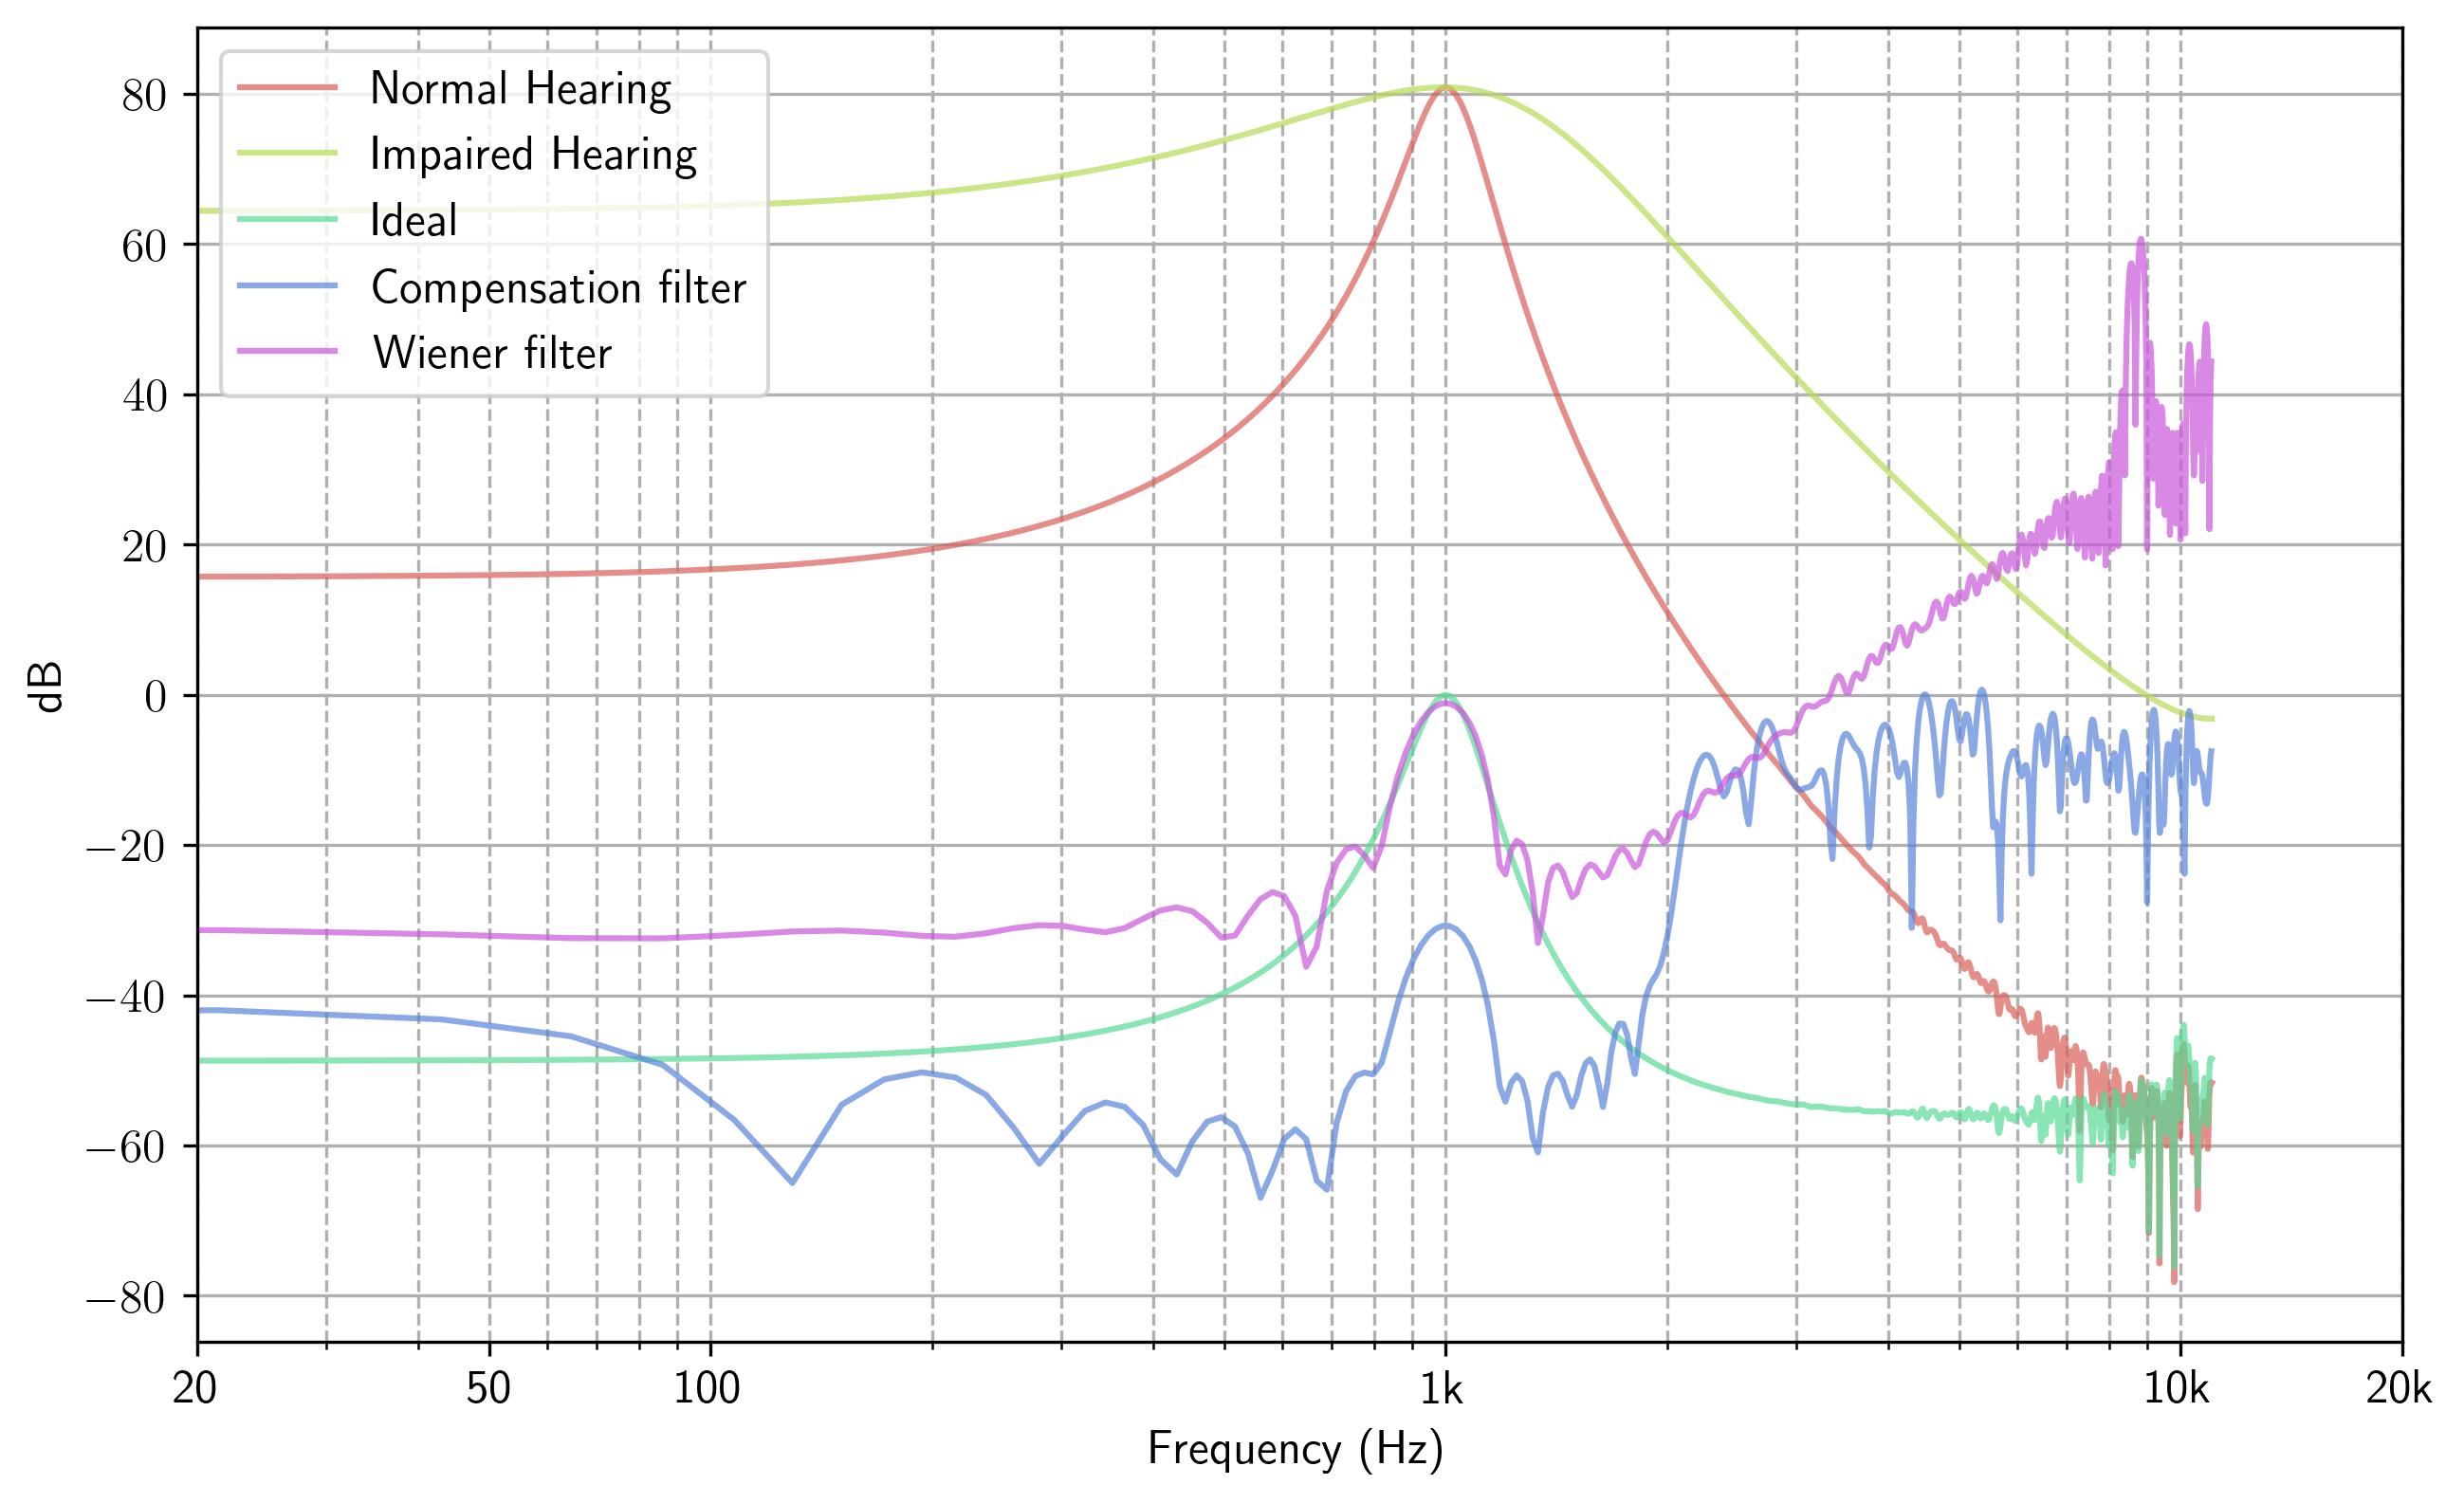 Normal Hearing
Impaired Hearing
Ideal
Compensation filter
Wiener filter
80
60
40
20
0
−20
−40
−60
−80
dB
20 50 100 1k 10k 20k
Frequency (Hz)